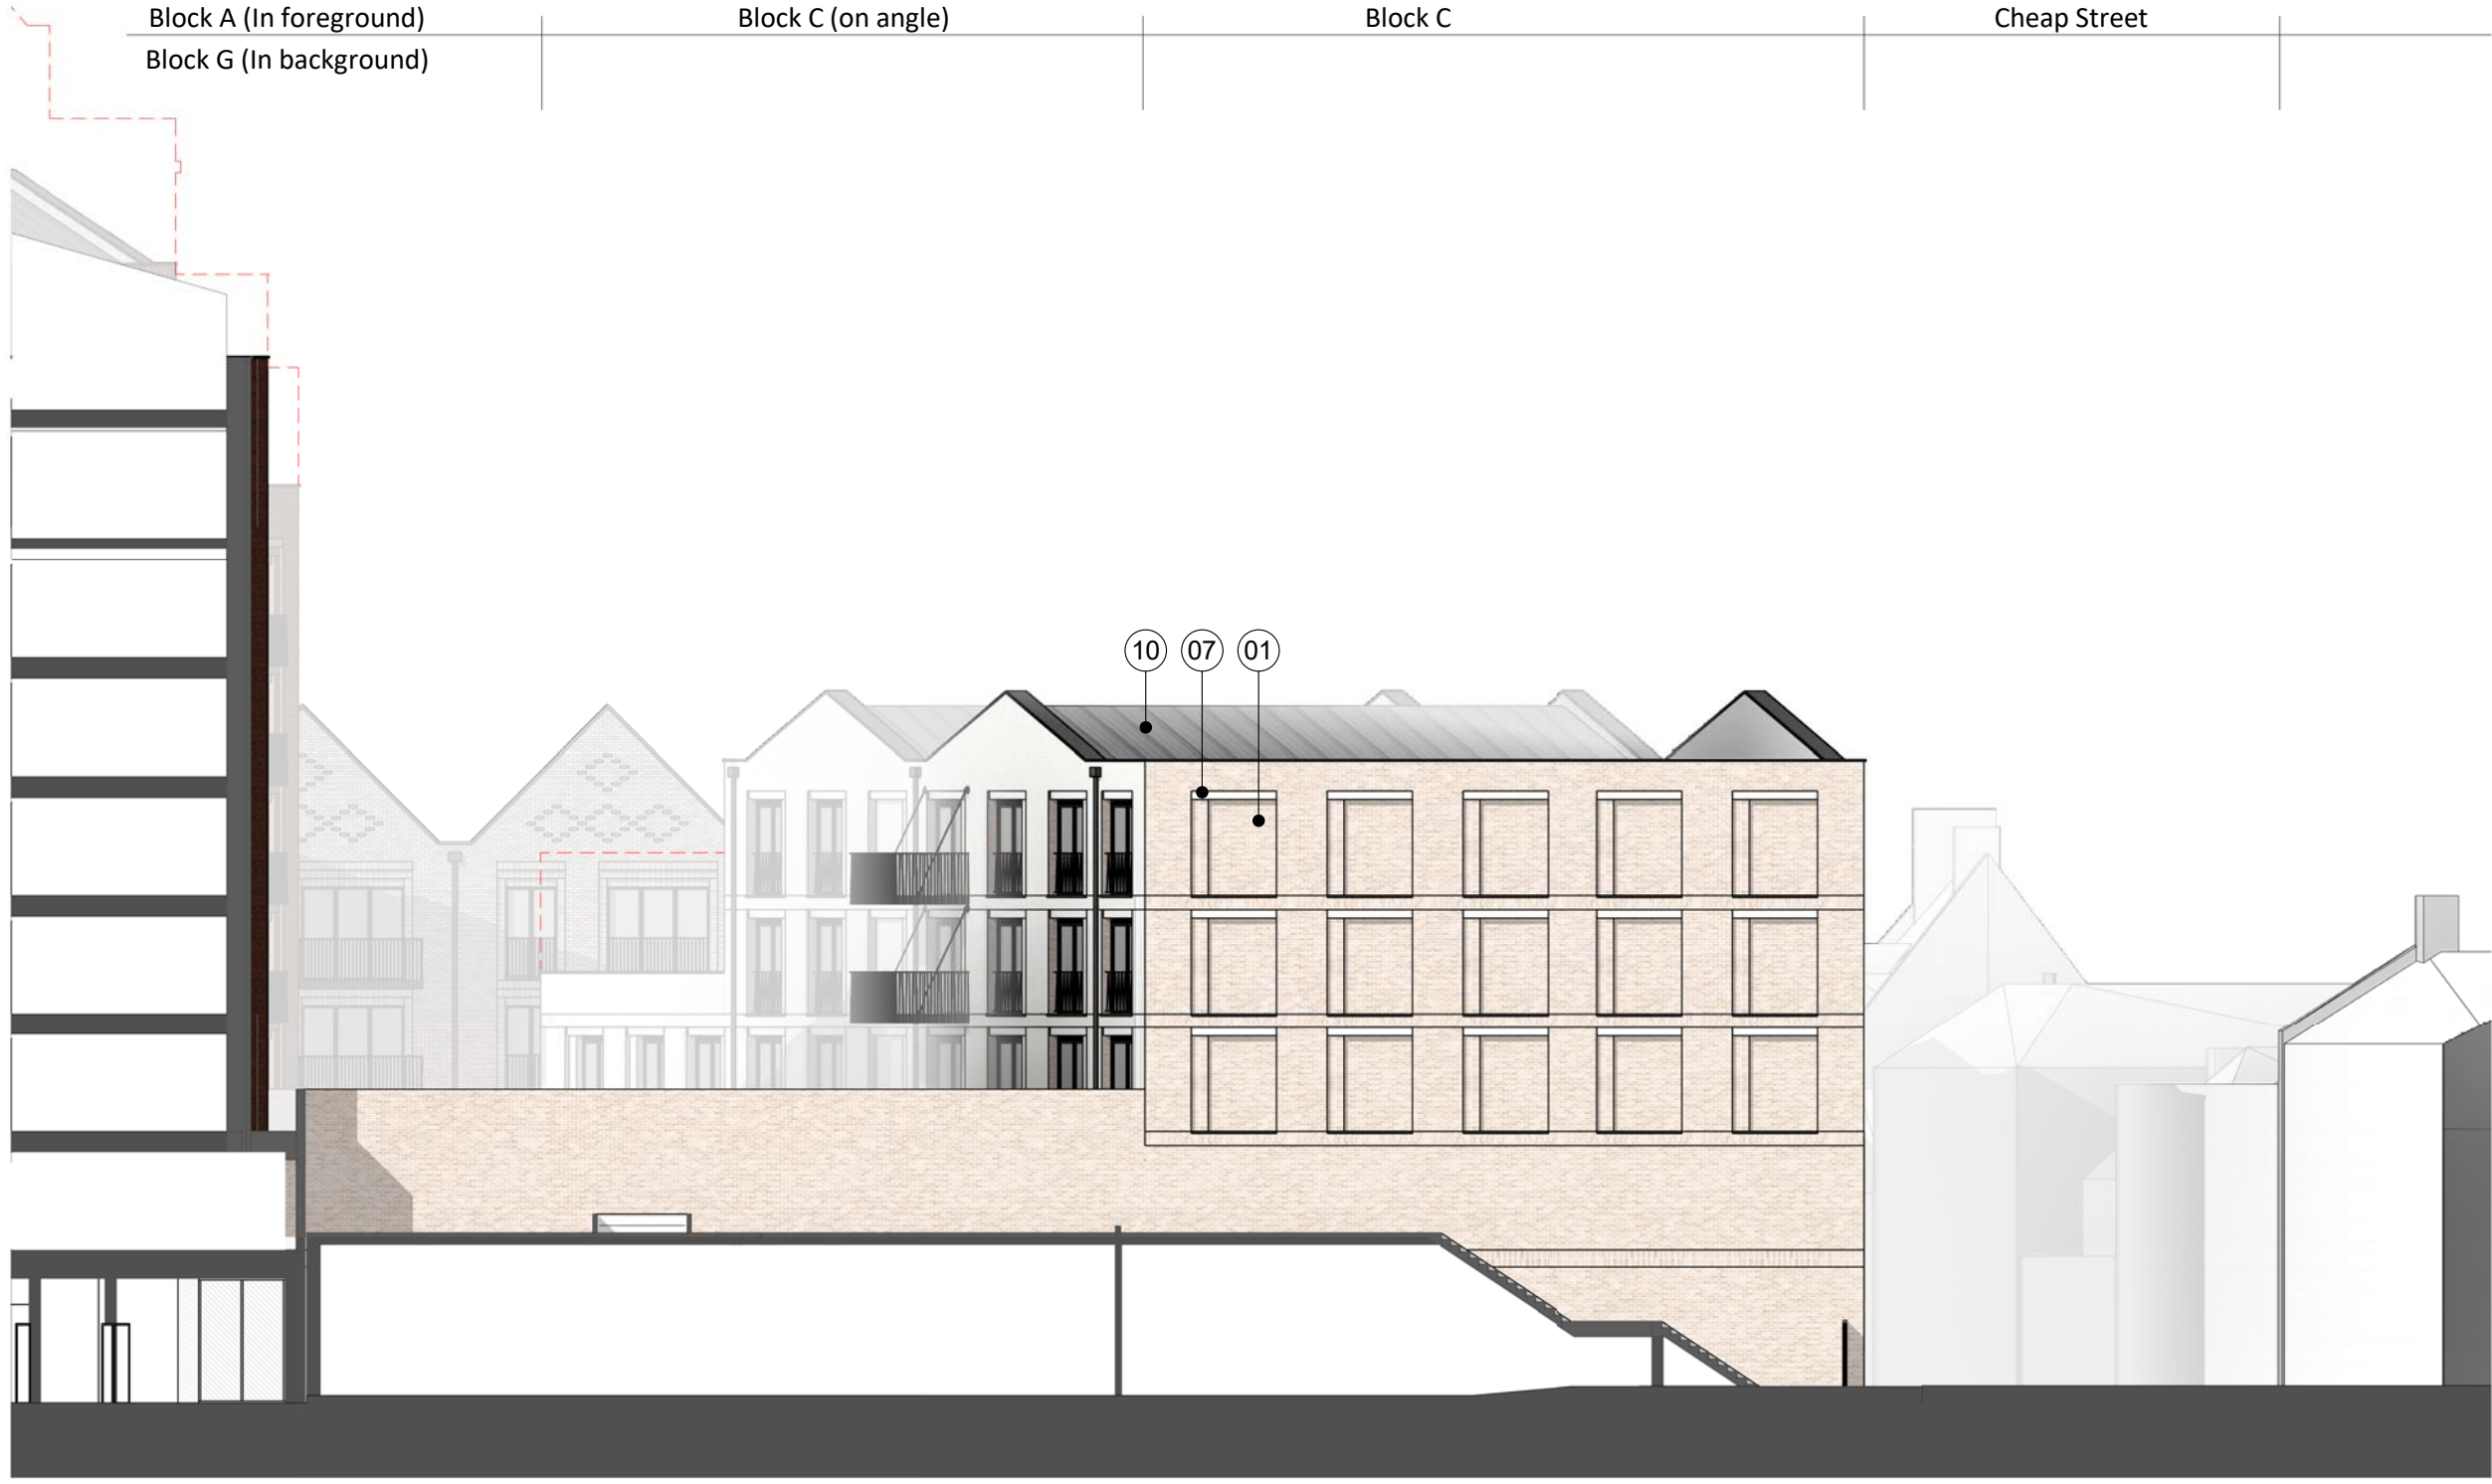 Block A (In foreground)
Block C (on angle)
Block C
Cheap Street
Block G (In background)
10
07
01